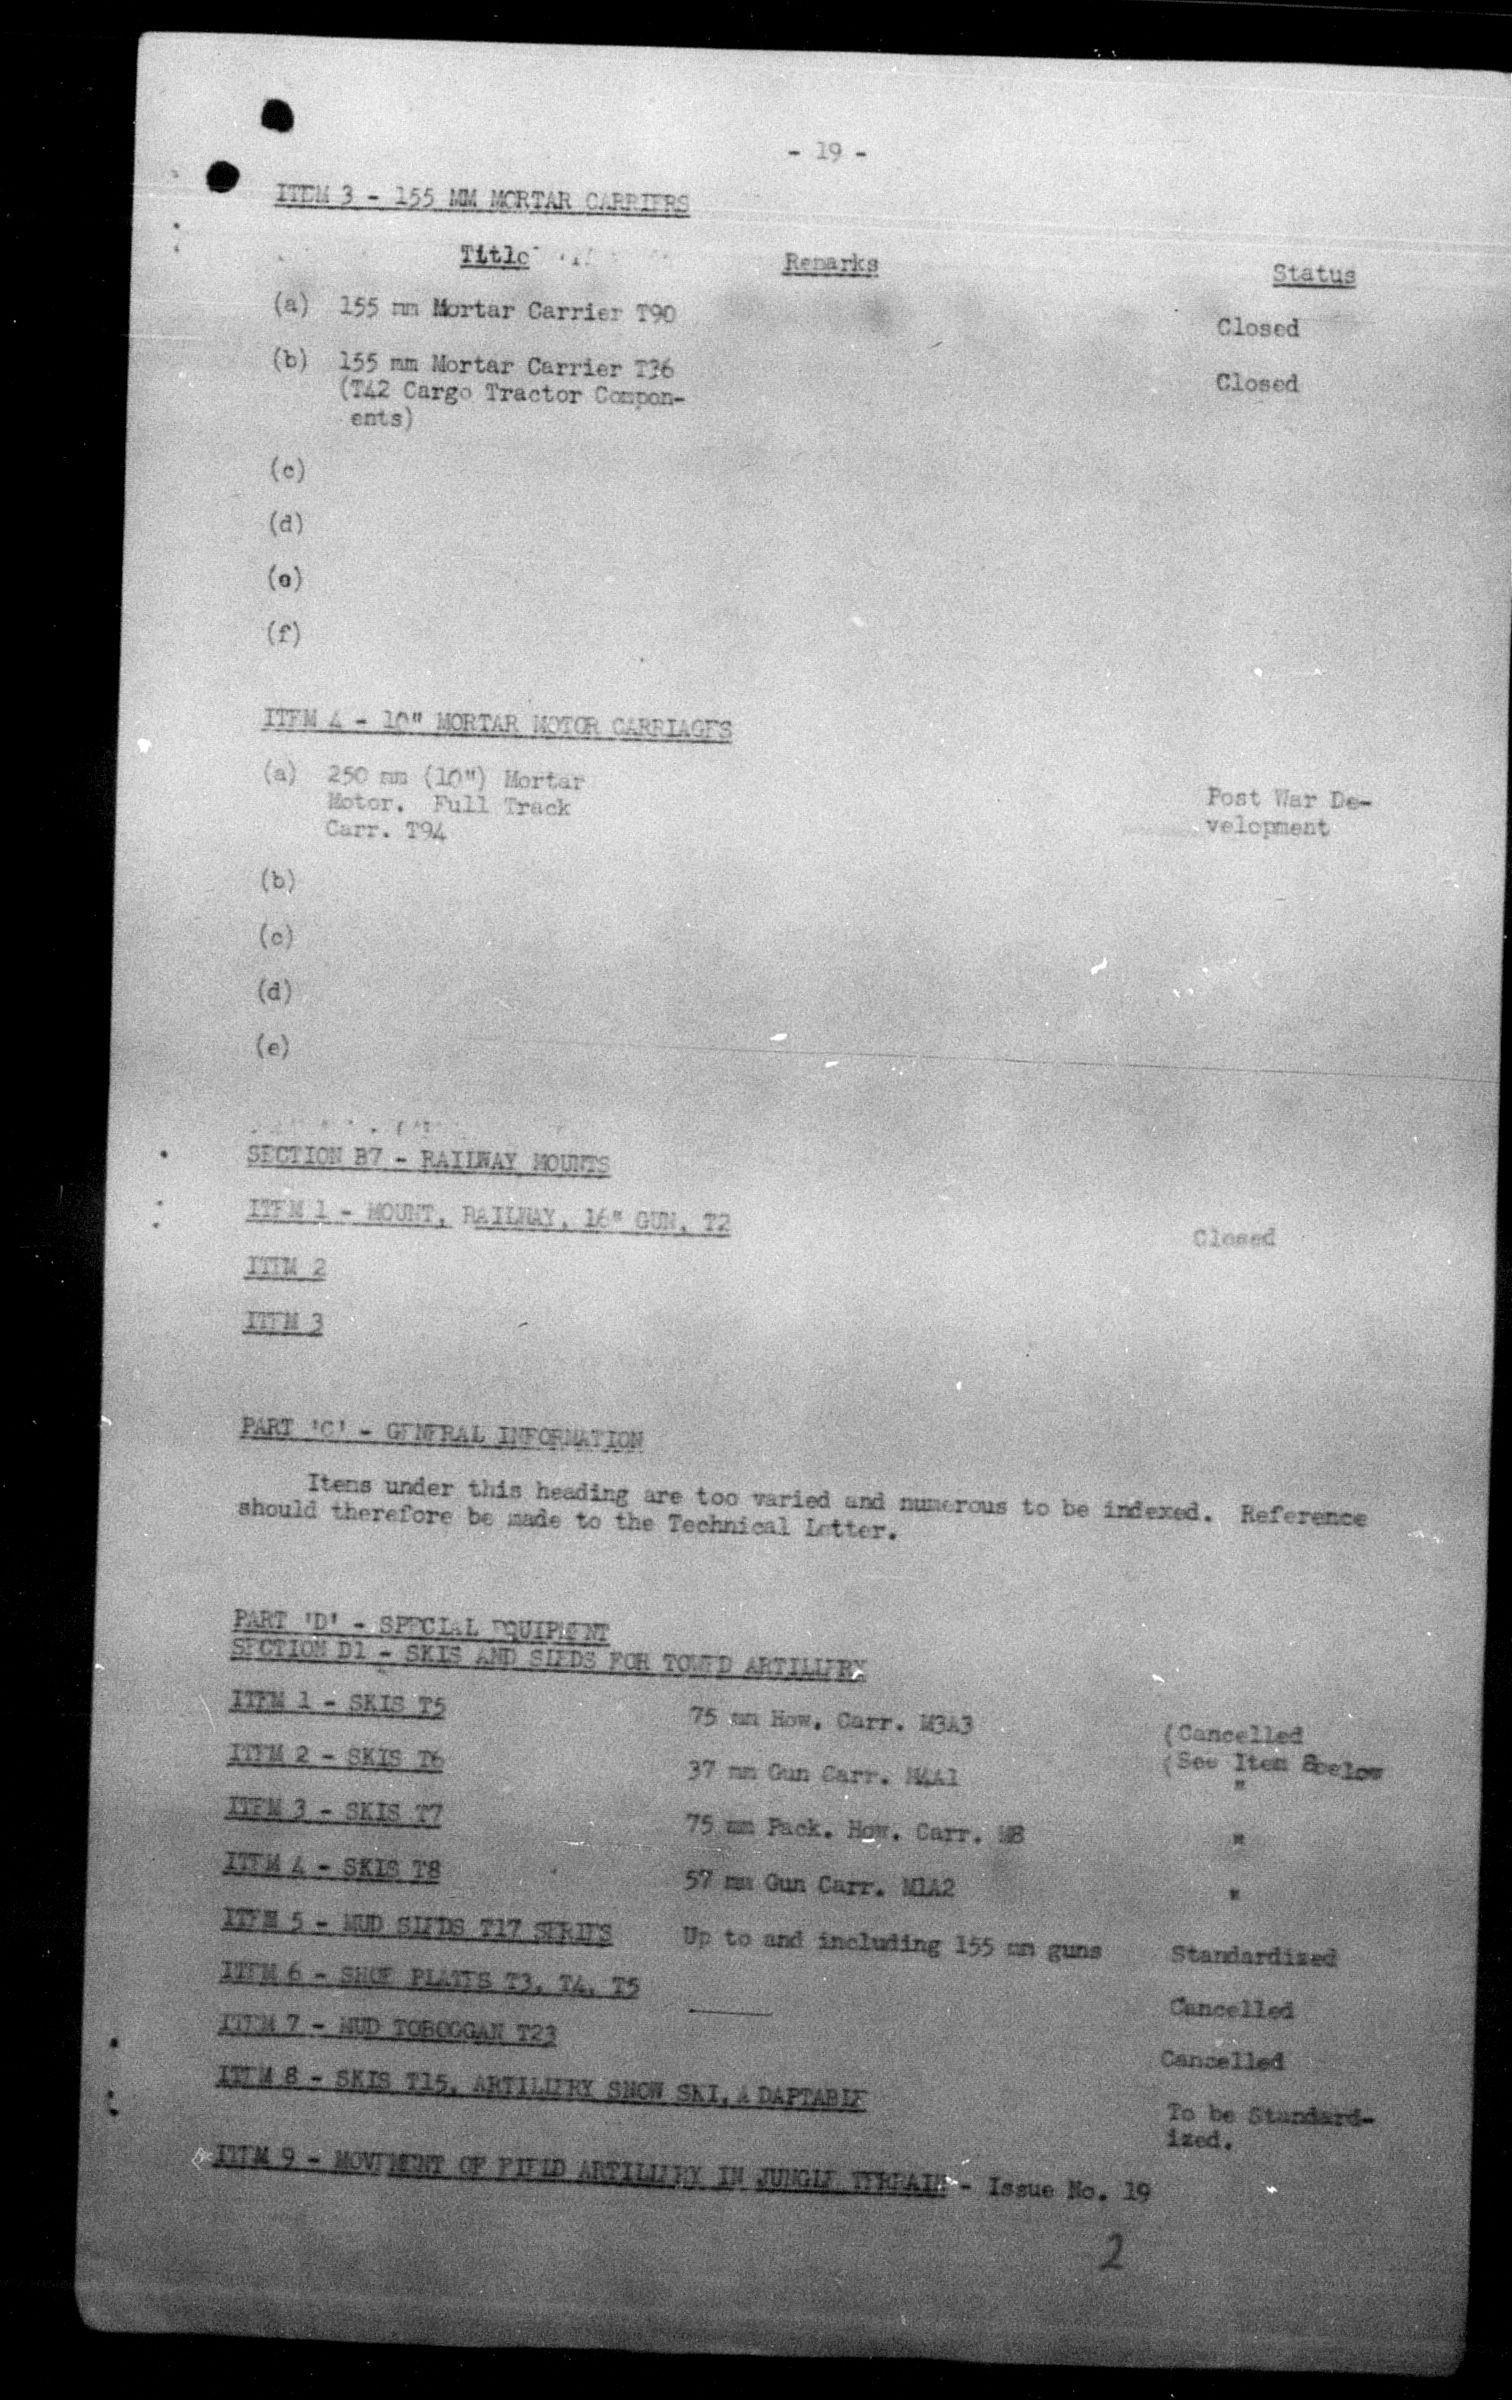 - 19 -
ITEM 3 - 155 MM MORTAR CARRIERS
Title Remarks Status
(a) 155 mm Mortar Carrier T90 Closed
(b) 155 mm Mortar Carrier T36 Closed
(T42 Cargo Tractor Compon-
ents)
(c)
(d)
(e)
(f)
ITEM 4 - 10" MORTAR MOTOR CARRIAGES
(a) 250 mm (10") Mortar Post War De-
Motor. Full Track velopment
Carr. T94
(b)
(c)
(d)
(e)
SECTION B7 - RAILWAY MOUNTS
ITEM 1 - MOUNT, RAILWAY, 16" GUN, T2 Closed
ITEM 2
ITEM 3
PART 'C' - GENERAL INFORMATION
Items under this heading are too varied and numerous to be indexed. Reference
should therefore be made to the Technical Letter.
PART 'D' - SPECIAL EQUIPMENT
SECTION D1 - SKIS AND SLEDS FOR TOWED ARTILLERY
ITEM 1 - SKIS T5 75 mm How. Carr. M3A3 (Cancelled
(See Item 8below
ITEM 2 - SKIS T6 37 mm Gun Carr. M4A1 "
ITEM 3 - SKIS T7 75 mm Pack. How. Carr. M8 "
ITEM 4 - SKIS T8 57 mm Gun Carr. M1A2 "
ITEM 5 - MUD SLEDS T17 SERIES Up to and including 155 mm guns Standardized
ITEM 6 - SHOE PLATES T3, T4, T5 Cancelled
ITEM 7 - MUD TOBOGGAN T23 Cancelled
ITEM 8 - SKIS T15, ARTILLERY SNOW SKI, ADAPTABLE To be Standard-
ized.
ITEM 9 - MOVEMENT OF FIELD ARTILLERY IN JUNGLE TERRAIN - Issue No. 19
2